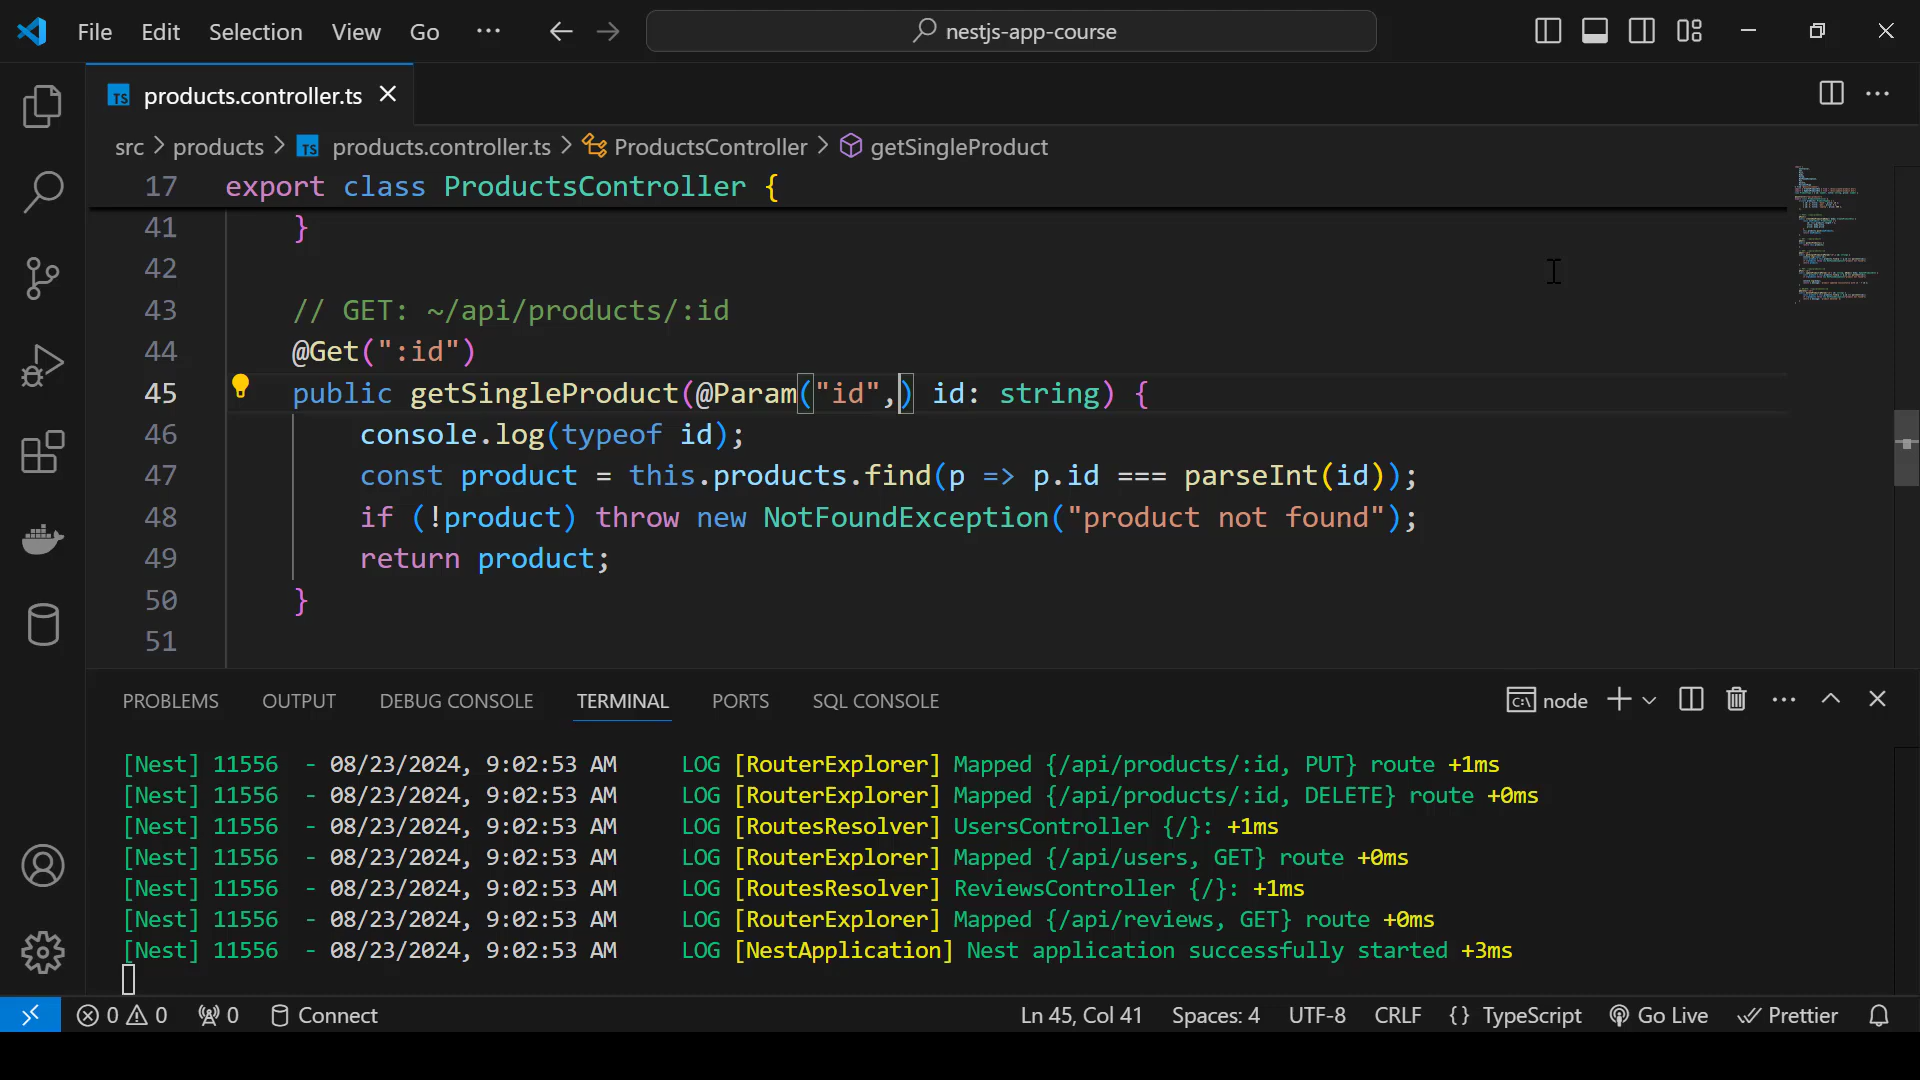 File Edit Selection View Go ··· nestjs-app-course
TS products.controller.ts
src > products > TS products.controller.ts > ProductsController > getSingleProduct
17 export class ProductsController {
41 }
42
43 // GET: ~/api/products/:id
44 @Get(":id")
45 public getSingleProduct(@Param("id",) id: string) {
46 console.log(typeof id);
47 const product = this.products.find(p => p.id === parseInt(id));
48 if (!product) throw new NotFoundException("product not found");
49 return product;
50 }
51
PROBLEMS OUTPUT DEBUG CONSOLE TERMINAL PORTS SQL CONSOLE node
[Nest] 11556 - 08/23/2024, 9:02:53 AM LOG [RouterExplorer] Mapped {/api/products/:id, PUT} route +1ms
[Nest] 11556 - 08/23/2024, 9:02:53 AM LOG [RouterExplorer] Mapped {/api/products/:id, DELETE} route +0ms
[Nest] 11556 - 08/23/2024, 9:02:53 AM LOG [RoutesResolver] UsersController {/}: +1ms
[Nest] 11556 - 08/23/2024, 9:02:53 AM LOG [RouterExplorer] Mapped {/api/users, GET} route +0ms
[Nest] 11556 - 08/23/2024, 9:02:53 AM LOG [RoutesResolver] ReviewsController {/}: +1ms
[Nest] 11556 - 08/23/2024, 9:02:53 AM LOG [RouterExplorer] Mapped {/api/reviews, GET} route +0ms
[Nest] 11556 - 08/23/2024, 9:02:53 AM LOG [NestApplication] Nest application successfully started +3ms
0 0 0 Connect Ln 45, Col 41 Spaces: 4 UTF-8 CRLF {} TypeScript Go Live Prettier